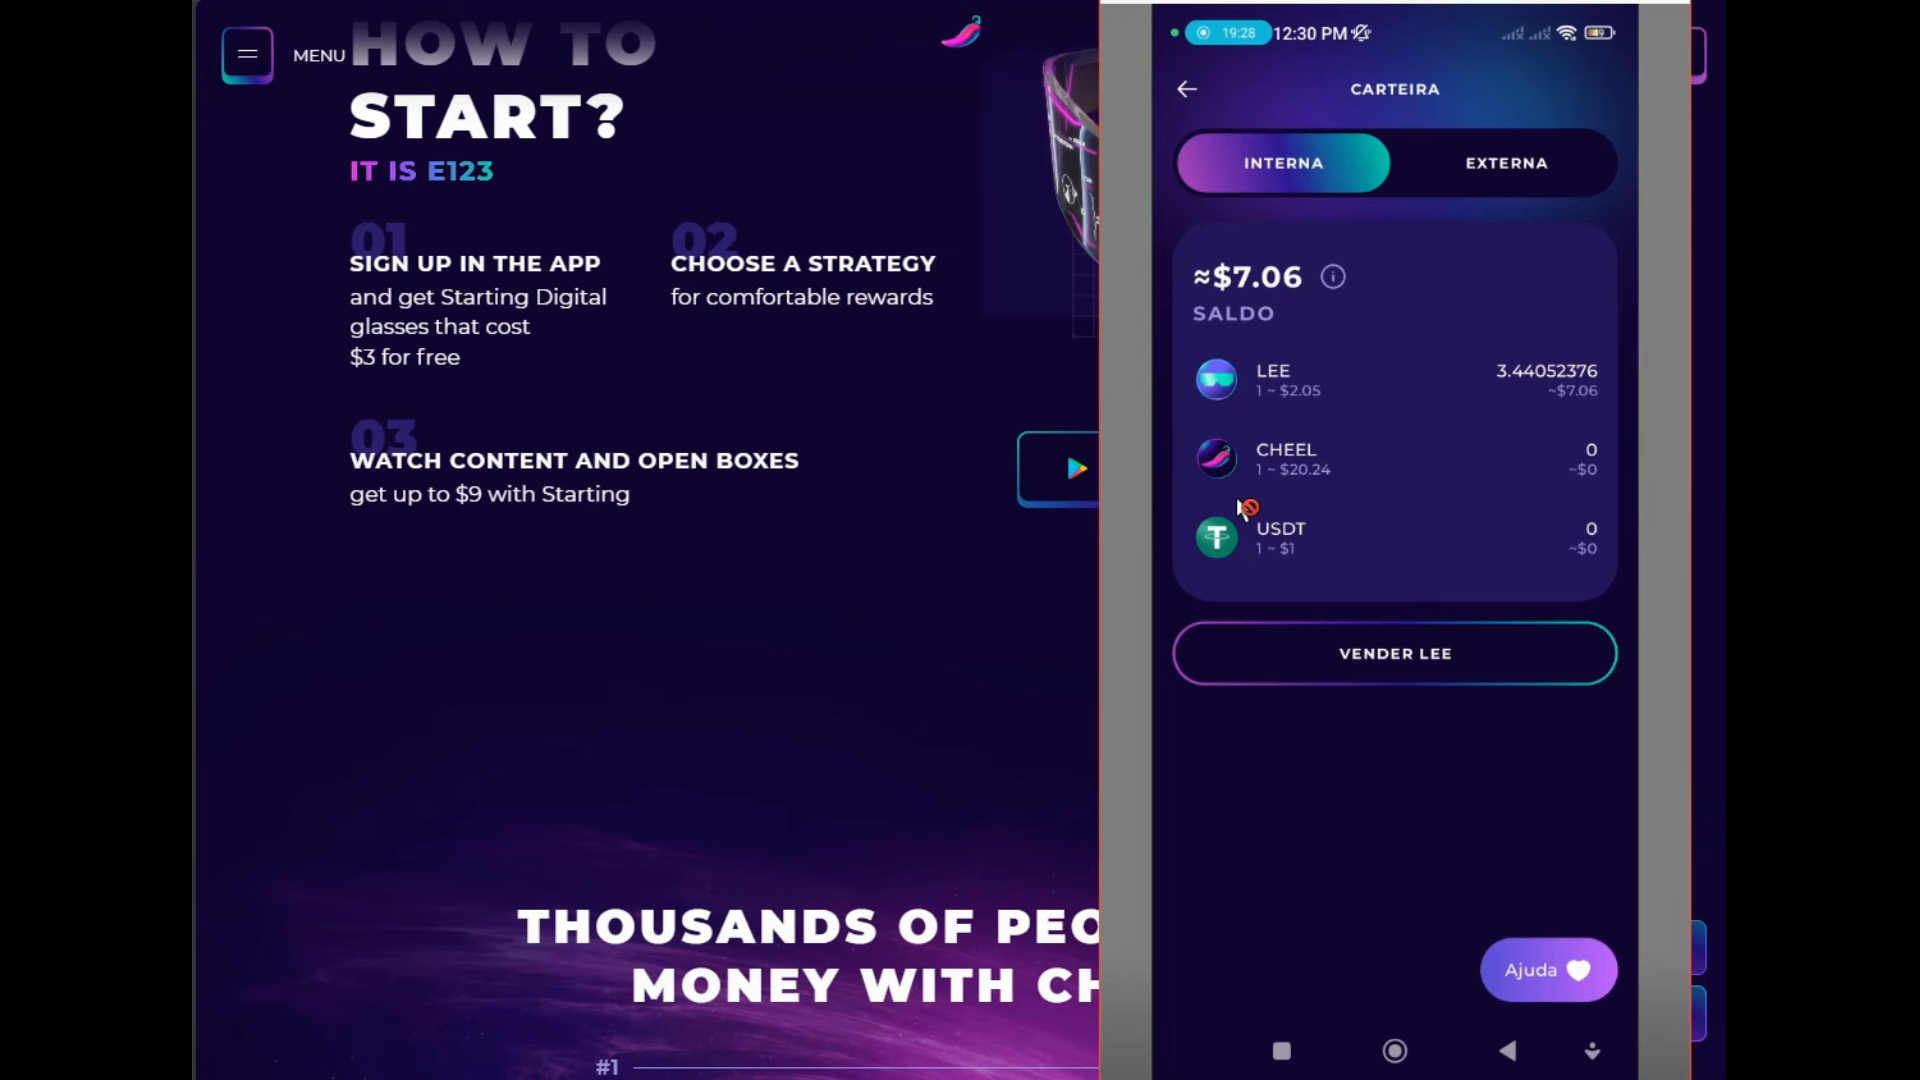 MENU
HOW TO
START?
IT IS E123
01
SIGN UP IN THE APP
and get Starting Digital
glasses that cost
$3 for free
02
CHOOSE A STRATEGY
for comfortable rewards
03
WATCH CONTENT AND OPEN BOXES
get up to $9 with Starting
THOUSANDS OF PEO
MONEY WITH CH
#1
19:28
12:30 PM
CARTEIRA
INTERNA
EXTERNA
≈$7.06
SALDO
LEE
3.44052376
1 ~ $2.05
~$7.06
CHEEL
0
1 ~ $20.24
~$0
USDT
0
1 ~ $1
~$0
VENDER LEE
Ajuda